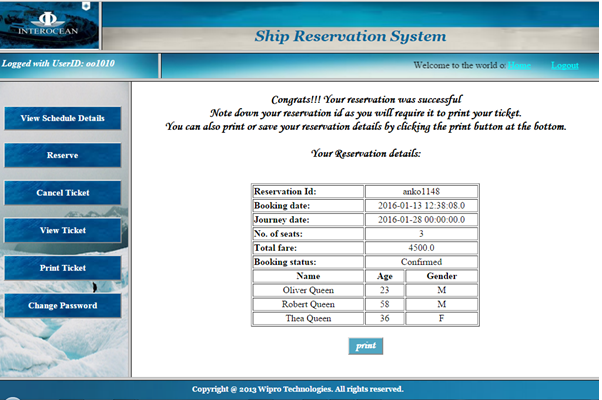 INTEROCEAN
Ship Reservation System
Logged with UserID: oo1010
Welcome to the world o: Home Logout
View Schedule Details
Reserve
Cancel Ticket
View Ticket
Print Ticket
Change Password
Congrats!!! Your reservation was successful
Note down your reservation id as you will require it to print your ticket.
You can also print or save your reservation details by clicking the print button at the bottom.
Your Reservation details:
Reservation Id: anko1148
Booking date: 2016-01-13 12:38:08.0
Journey date: 2016-01-28 00:00:00.0
No. of seats: 3
Total fare: 4500.0
Booking status: Confirmed
Name Age Gender
Oliver Queen 23 M
Robert Queen 58 M
Thea Queen 36 F
print
Copyright @ 2013 Wipro Technologies. All rights reserved.